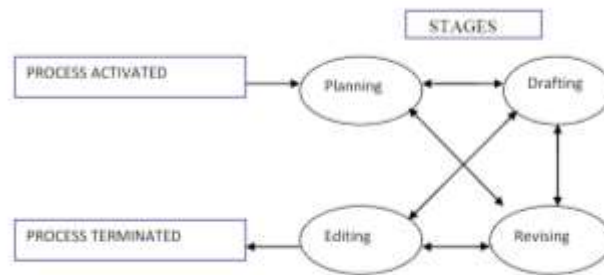 STAGES
PROCESS ACTIVATED
Planning
Drafting
PROCESS TERMINATED
Editing
Revising